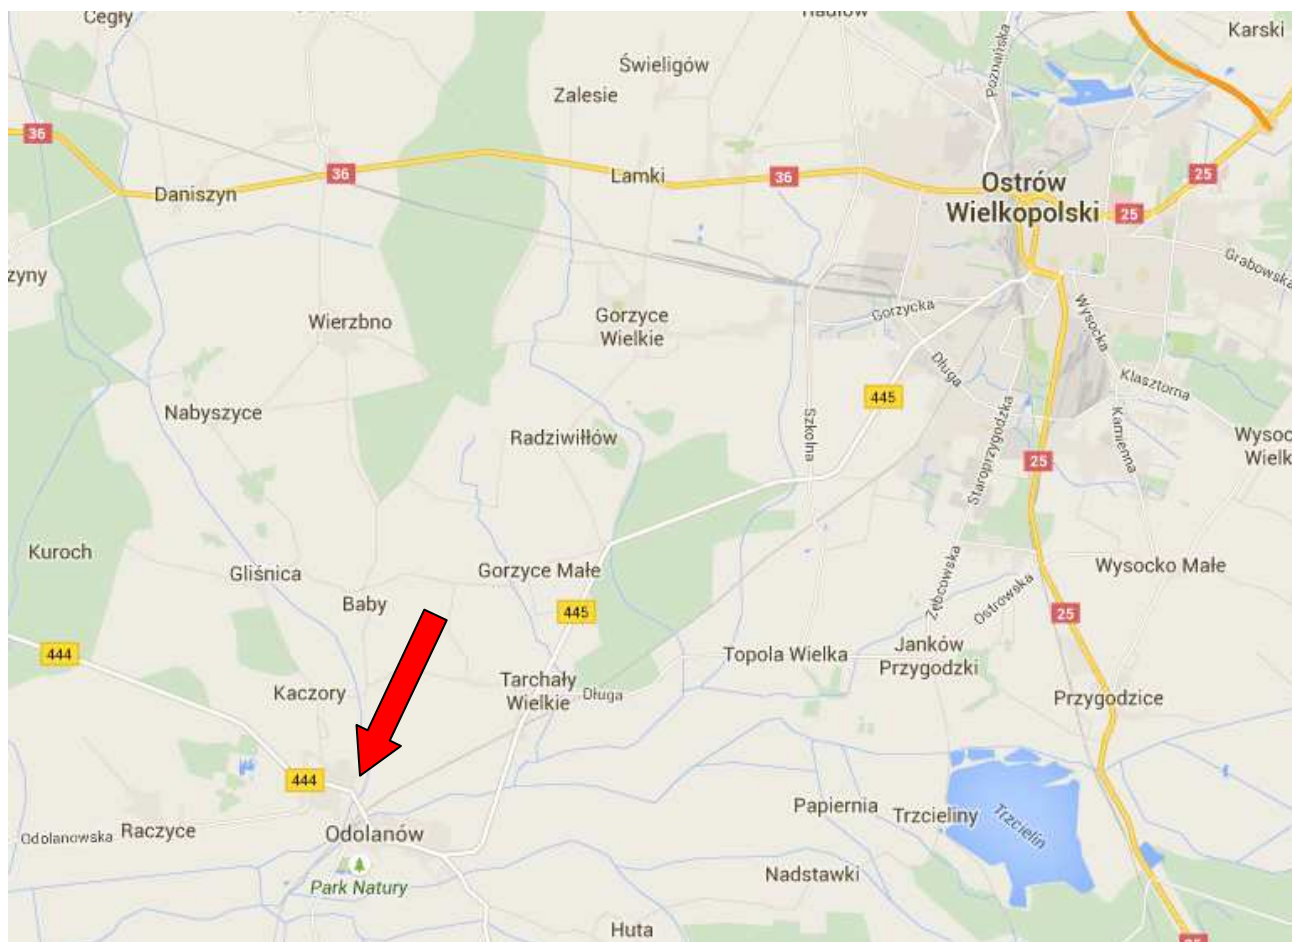 Cegły
Karski
Poznańska
Świeligów
Zalesie
36
36
Lamki
36
25
Daniszyn
Ostrów
Wielkopolski
25
Grabowska
zyny
Wierzbno
Gorzyce
Wielkie
Gorzycka
Wysocka
Długa
Klasztorna
445
Nabyszyce
Szkolna
Staroprzygodzka
Kamienna
Radziwiłłów
Wysoc
Wielk
25
Kuroch
Gliśnica
Gorzyce Małe
Wysocko Małe
Zębcowska
Ostrowska
Baby
445
25
444
Topola Wielka
Janków
Przygodzki
Kaczory
Tarchały
Wielkie
Długa
Przygodzice
444
Papiernia
Trzcieliny
Trzcielin
Odolanowska
Raczyce
Odolanów
Park Natury
Nadstawki
Huta